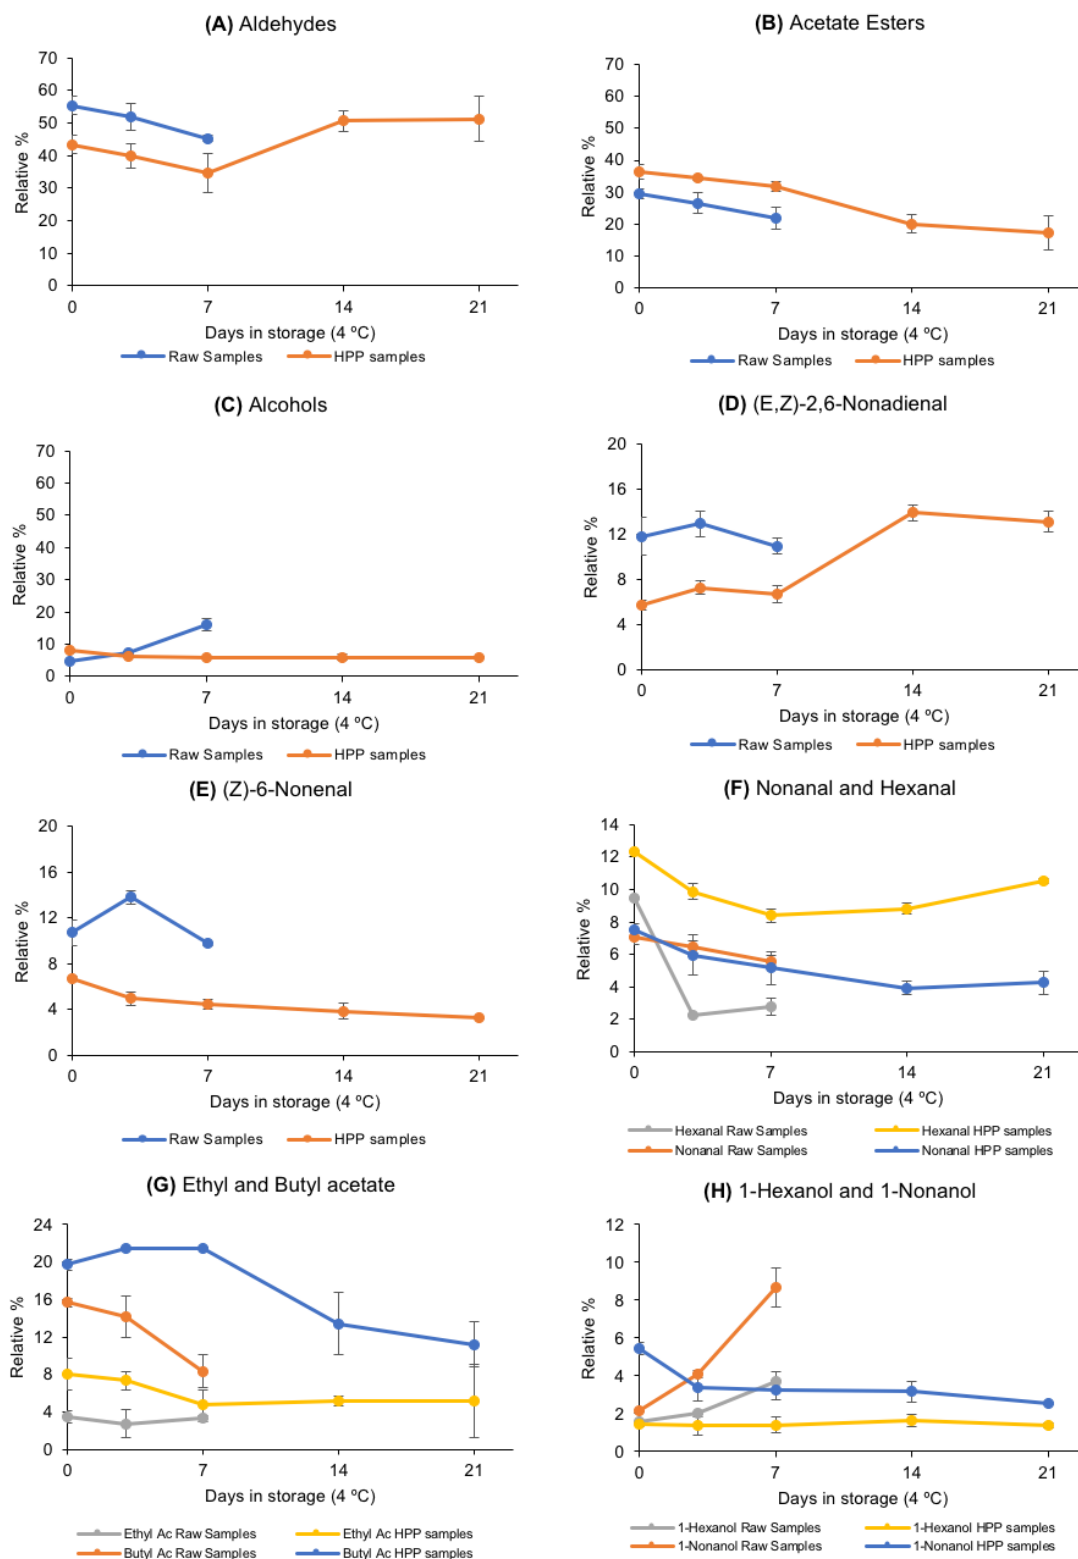 (A) Aldehydes
70
60
50
40
30
20
10
0
Relative %
0 7 14 21
Days in storage (4 ºC)
Raw Samples HPP samples
(B) Acetate Esters
70
60
50
40
30
20
10
0
Relative %
0 7 14 21
Days in storage (4 ºC)
Raw Samples HPP samples
(C) Alcohols
70
60
50
40
30
20
10
0
Relative %
0 7 14 21
Days in storage (4 ºC)
Raw Samples HPP samples
(D) (E,Z)-2,6-Nonadienal
20
16
12
8
4
0
Relative %
0 7 14 21
Days in storage (4 ºC)
Raw Samples HPP samples
(E) (Z)-6-Nonenal
20
16
12
8
4
0
Relative %
0 7 14 21
Days in storage (4 ºC)
Raw Samples HPP samples
(F) Nonanal and Hexanal
14
12
10
8
6
4
2
0
Relative %
0 7 14 21
Days in storage (4 ºC)
Hexanal Raw Samples Hexanal HPP samples
Nonanal Raw Samples Nonanal HPP samples
(G) Ethyl and Butyl acetate
24
20
16
12
8
4
0
Relative %
0 7 14 21
Days in storage (4 ºC)
Ethyl Ac Raw Samples Ethyl Ac HPP samples
Butyl Ac Raw Samples Butyl Ac HPP samples
(H) 1-Hexanol and 1-Nonanol
12
10
8
6
4
2
0
Relative %
0 7 14 21
Days in storage (4 ºC)
1-Hexanol Raw Samples 1-Hexanol HPP samples
1-Nonanol Raw Samples 1-Nonanol HPP samples